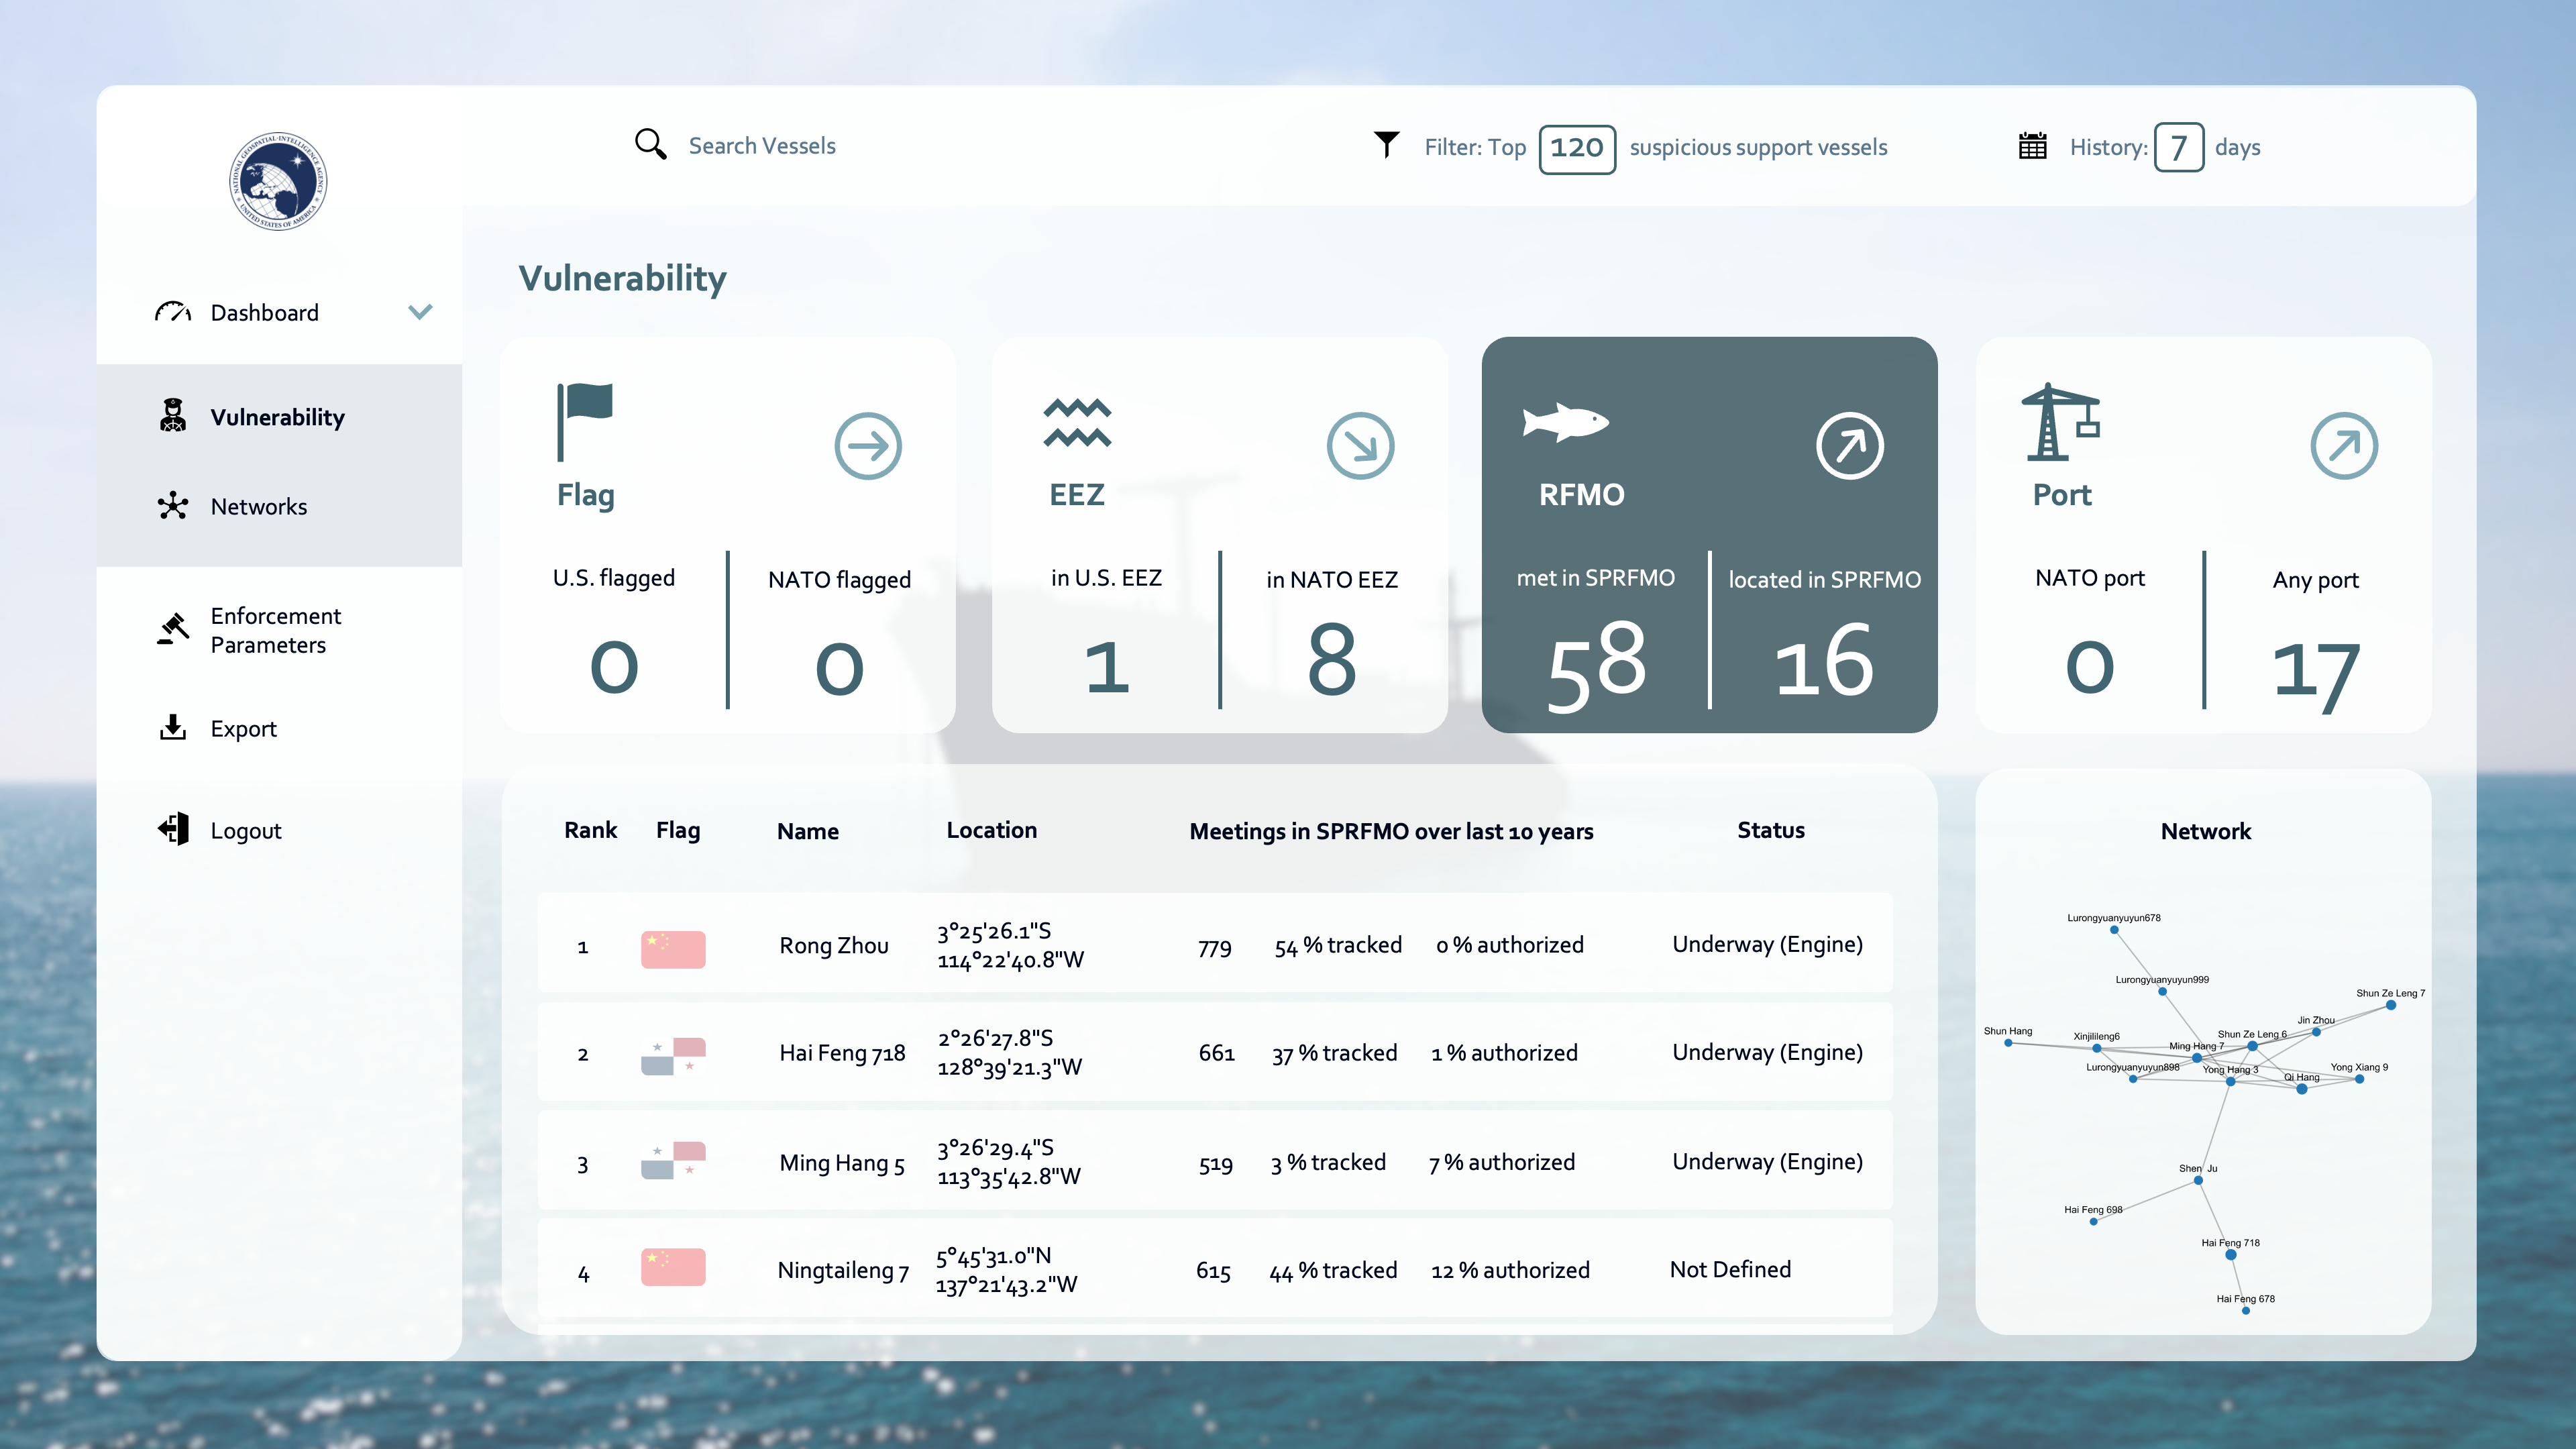 NATIONAL GEOSPATIAL-INTELLIGENCE AGENCY
UNITED STATES OF AMERICA
Search Vessels
Filter: Top 120 suspicious support vessels
History: 7 days
Dashboard
Vulnerability
Networks
Enforcement
Parameters
Export
Logout
Vulnerability
Flag
U.S. flagged
0
NATO flagged
0
EEZ
in U.S. EEZ
1
in NATO EEZ
8
RFMO
met in SPRFMO
58
located in SPRFMO
16
Port
NATO port
0
Any port
17
Rank Flag Name Location Meetings in SPRFMO over last 10 years Status
1 Rong Zhou 3°25'26.1"S 779 54 % tracked 0 % authorized Underway (Engine)
114°22'40.8"W
2 Hai Feng 718 2°26'27.8"S 661 37 % tracked 1 % authorized Underway (Engine)
128°39'21.3"W
3 Ming Hang 5 3°26'29.4"S 519 3 % tracked 7 % authorized Underway (Engine)
113°35'42.8"W
4 Ningtaileng 7 5°45'31.0"N 615 44 % tracked 12 % authorized Not Defined
137°21'43.2"W
Network
Lurongyuanyuyun678
Lurongyuanyuyun999
Shun Ze Leng 7
Jin Zhou
Shun Hang
Xinjilileng6
Shun Ze Leng 6
Ming Hang 7
Lurongyuanyuyun898
Yong Hang 3
Qi Hang
Yong Xiang 9
Shen Ju
Hai Feng 698
Hai Feng 718
Hai Feng 678